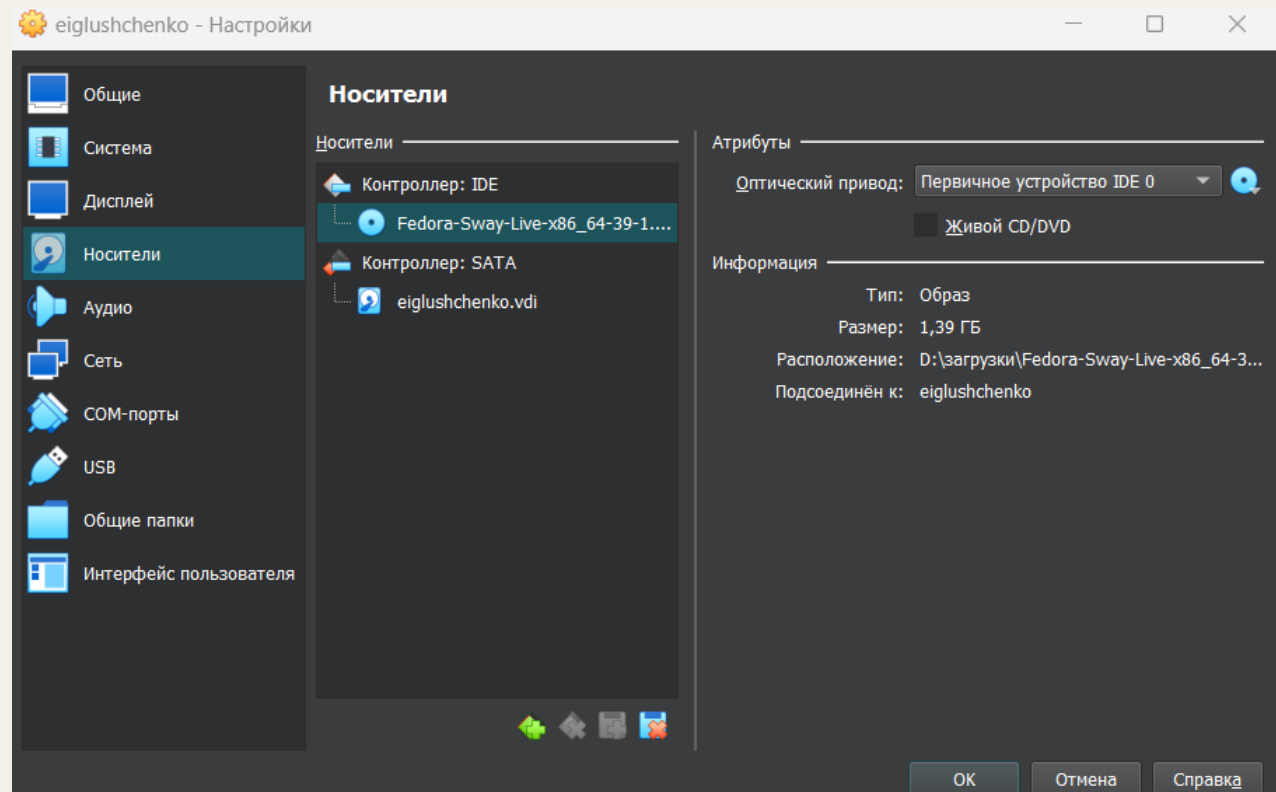 eiglushchenko - Настройки
Общие
Система
Дисплей
Носители
Аудио
Сеть
COM-порты
USB
Общие папки
Интерфейс пользователя
Носители
Носители
Контроллер: IDE
Fedora-Sway-Live-x86_64-39-1....
Контроллер: SATA
eiglushchenko.vdi
Атрибуты
Оптический привод: Первичное устройство IDE 0
Живой CD/DVD
Информация
Тип: Образ
Размер: 1,39 ГБ
Расположение: D:\загрузки\Fedora-Sway-Live-x86_64-3...
Подсоединён к: eiglushchenko
OK Отмена Справка